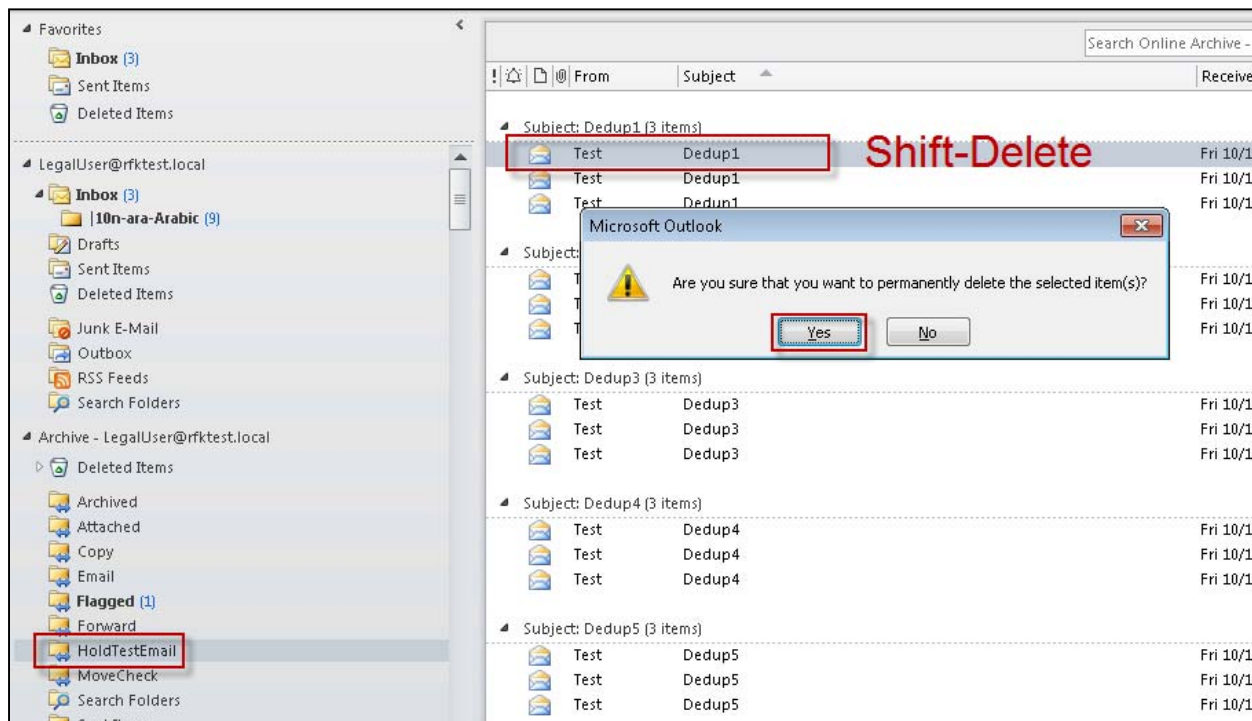 Favorites
Inbox (3)
Sent Items
Deleted Items
LegalUser@rfktest.local
Inbox (3)
|10n-ara-Arabic (9)
Drafts
Sent Items
Deleted Items
Junk E-Mail
Outbox
RSS Feeds
Search Folders
Archive - LegalUser@rfktest.local
Deleted Items
Archived
Attached
Copy
Email
Flagged (1)
Forward
HoldTestEmail
MoveCheck
Search Folders
Search Online Archive -
! From Subject Receive
Subject: Dedup1 (3 items)
Test Dedup1 Fri 10/1
Shift-Delete
Test Dedup1 Fri 10/1
Test Dedup1 Fri 10/1
Microsoft Outlook
Are you sure that you want to permanently delete the selected item(s)?
Yes No
Subject:
T Fri 10/1
T Fri 10/1
T Fri 10/1
Subject: Dedup3 (3 items)
Test Dedup3 Fri 10/1
Test Dedup3 Fri 10/1
Test Dedup3 Fri 10/1
Subject: Dedup4 (3 items)
Test Dedup4 Fri 10/1
Test Dedup4 Fri 10/1
Test Dedup4 Fri 10/1
Subject: Dedup5 (3 items)
Test Dedup5 Fri 10/1
Test Dedup5 Fri 10/1
Test Dedup5 Fri 10/1